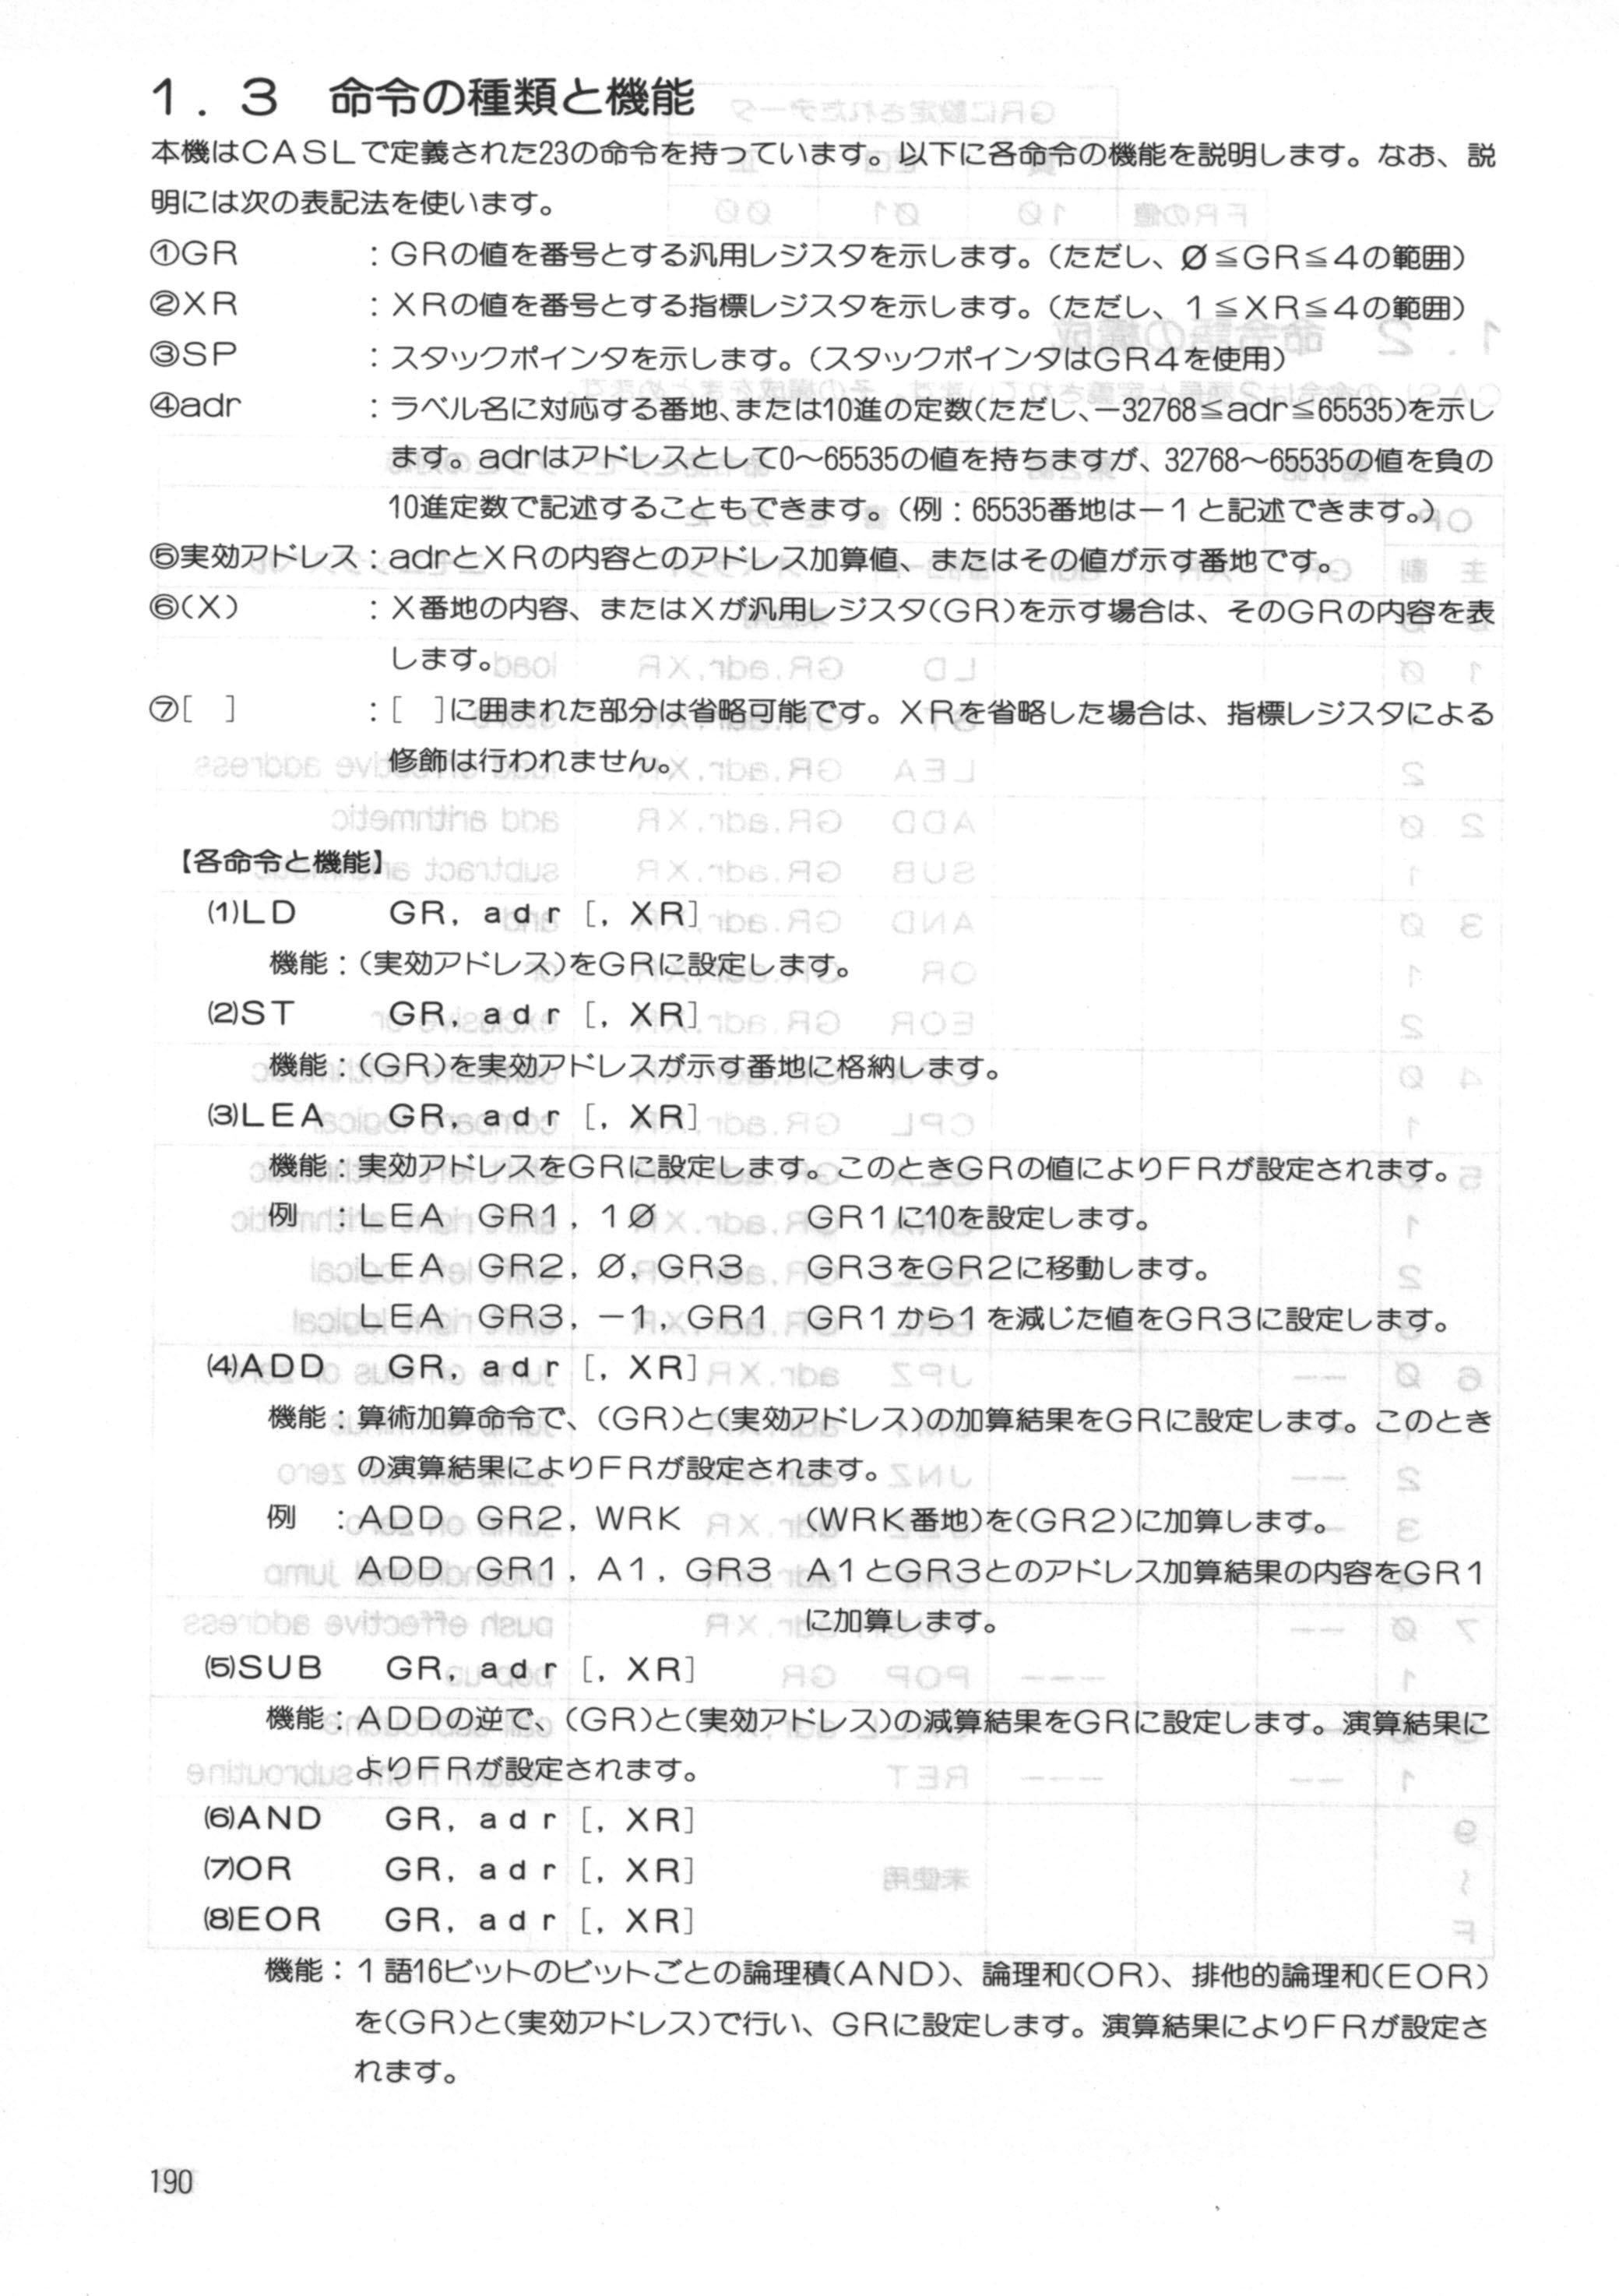 1．3　命令の種類と機能
本機はCASLで定義された23の命令を持っています。以下に各命令の機能を説明します。なお、説
明には次の表記法を使います。
①GR　　　　：GRの値を番号とする汎用レジスタを示します。（ただし、Ø≦GR≦4の範囲）
②XR　　　　：XRの値を番号とする指標レジスタを示します。（ただし、1≦XR≦4の範囲）
③SP　　　　：スタックポインタを示します。（スタックポインタはGR4を使用）
④adr　　　　：ラベル名に対応する番地、または10進の定数（ただし、−32768≦adr≦65535）を示し
ます。adrはアドレスとして0〜65535の値を持ちますが、32768〜65535の値を負の
10進定数で記述することもできます。（例：65535番地は−1と記述できます。）
⑤実効アドレス：adrとXRの内容とのアドレス加算値、またはその値が示す番地です。
⑥(X)　　　　：X番地の内容、またはXが汎用レジスタ(GR)を示す場合は、そのGRの内容を表
します。
⑦[　]　　　　：[　]に囲まれた部分は省略可能です。XRを省略した場合は、指標レジスタによる
修飾は行われません。
【各命令と機能】
(1)LD　　GR, adr [, XR]
機能：(実効アドレス)をGRに設定します。
(2)ST　　GR, adr [, XR]
機能：(GR)を実効アドレスが示す番地に格納します。
(3)LEA　　GR, adr [, XR]
機能：実効アドレスをGRに設定します。このときGRの値によりFRが設定されます。
例　：LEA　GR1, 1Ø　　GR1に10を設定します。
LEA　GR2, Ø, GR3　　GR3をGR2に移動します。
LEA　GR3, −1, GR1　　GR1から1を減じた値をGR3に設定します。
(4)ADD　　GR, adr [, XR]
機能：算術加算命令で、(GR)と(実効アドレス)の加算結果をGRに設定します。このとき
の演算結果によりFRが設定されます。
例　：ADD　GR2, WRK　　(WRK番地)を(GR2)に加算します。
ADD　GR1, A1, GR3　　A1とGR3とのアドレス加算結果の内容をGR1
に加算します。
(5)SUB　　GR, adr [, XR]
機能：ADDの逆で、(GR)と(実効アドレス)の減算結果をGRに設定します。演算結果に
よりFRが設定されます。
(6)AND　　GR, adr [, XR]
(7)OR　　GR, adr [, XR]
(8)EOR　　GR, adr [, XR]
機能：1語16ビットのビットごとの論理積(AND)、論理和(OR)、排他的論理和(EOR)
を(GR)と(実効アドレス)で行い、GRに設定します。演算結果によりFRが設定さ
れます。
190